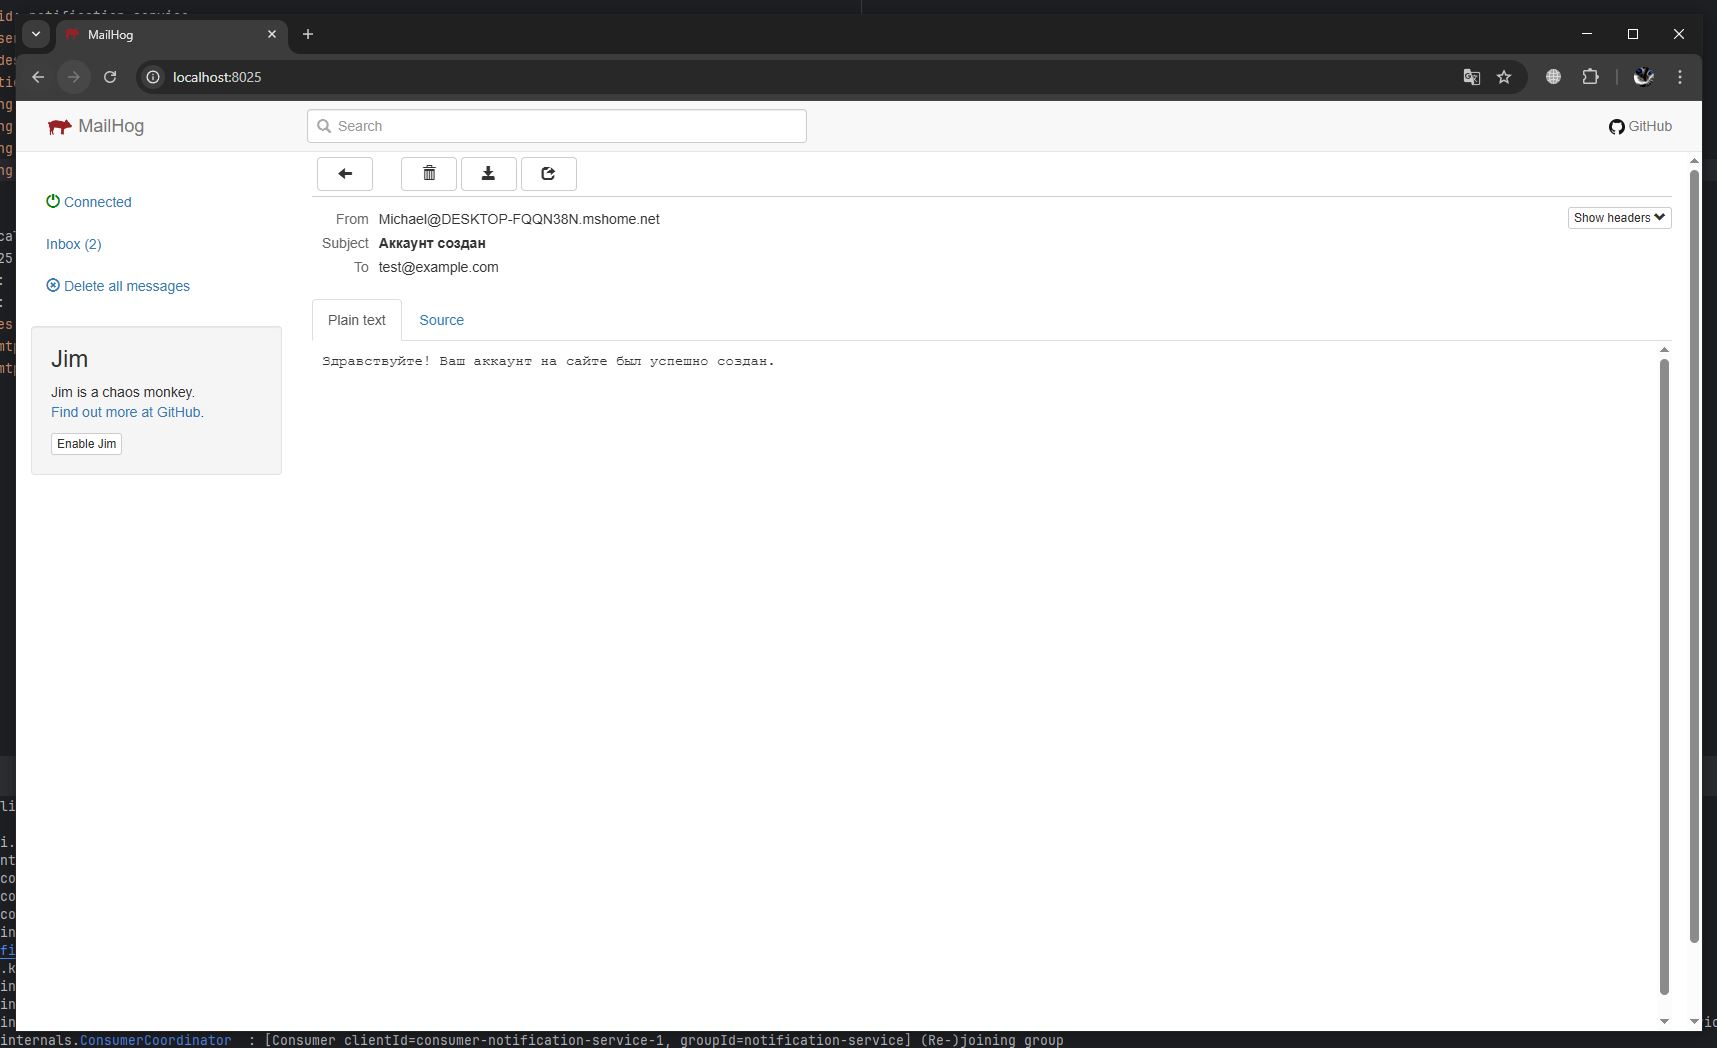 id: notification-service
MailHog
localhost:8025
MailHog
Search
GitHub
Connected
Inbox (2)
Delete all messages
Jim
Jim is a chaos monkey.
Find out more at GitHub.
Enable Jim
From Michael@DESKTOP-FQQN38N.mshome.net
Show headers
Subject Аккаунт создан
To test@example.com
Plain text Source
Здравствуйте! Ваш аккаунт на сайте был успешно создан.
internals.ConsumerCoordinator : [Consumer clientId=consumer-notification-service-1, groupId=notification-service] (Re-)joining group